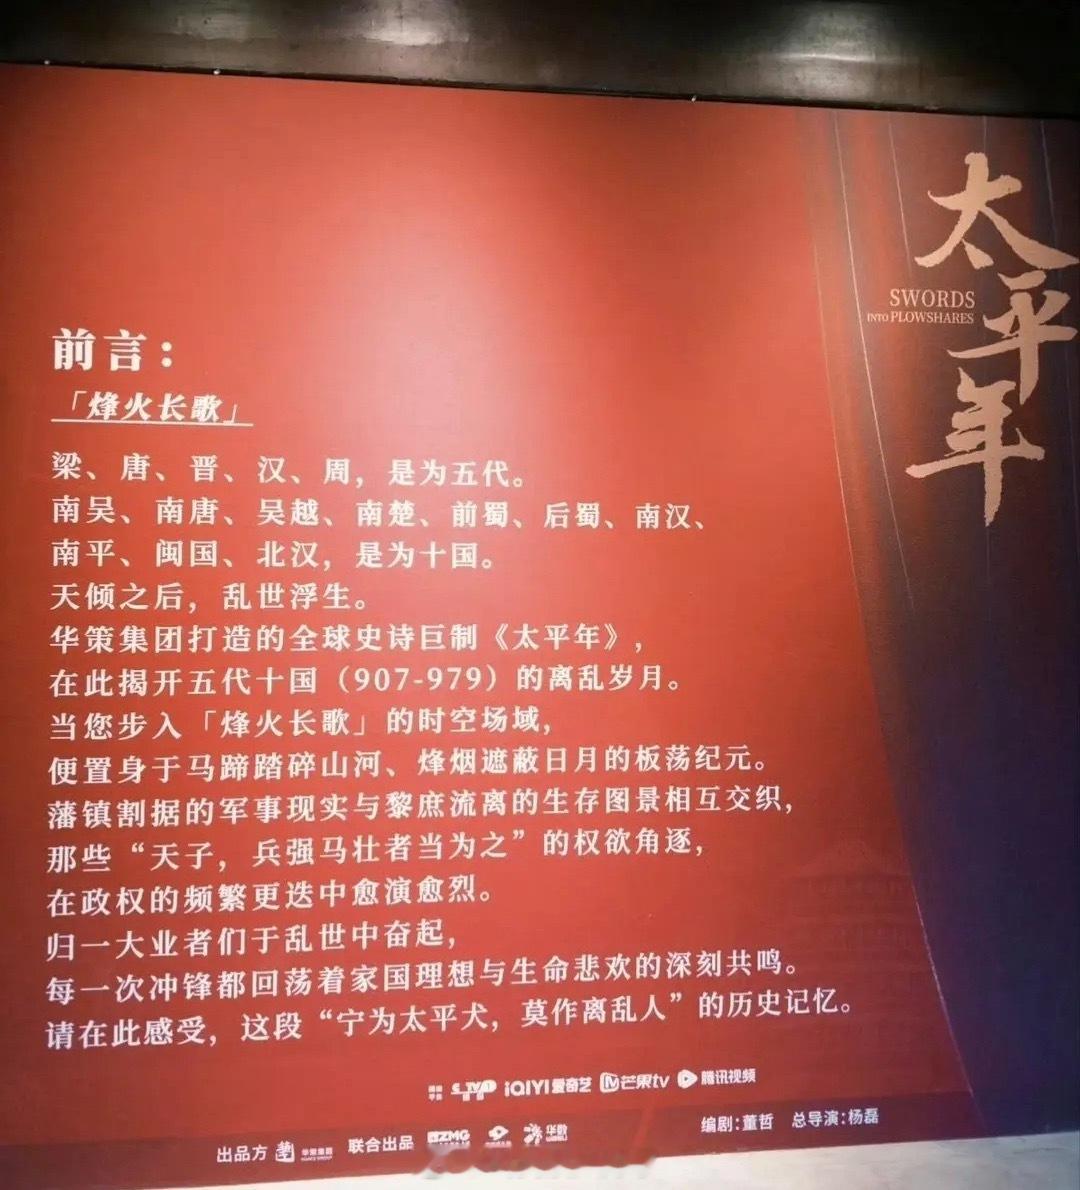 太平年
SWORDS
INTO PLOWSHARES
前言：
「烽火长歌」
梁、唐、晋、汉、周，是为五代。
南吴、南唐、吴越、南楚、前蜀、后蜀、南汉、
南平、闽国、北汉，是为十国。
天倾之后，乱世浮生。
华策集团打造的全球史诗巨制《太平年》，
在此揭开五代十国（907-979）的离乱岁月。
当您步入「烽火长歌」的时空场域，
便置身于马蹄踏碎山河、烽烟遮蔽日月的板荡纪元。
藩镇割据的军事现实与黎庶流离的生存图景相互交织，
那些“天子，兵强马壮者当为之”的权欲角逐，
在政权的频繁更迭中愈演愈烈。
归一大业者们于乱世中奋起，
每一次冲锋都回荡着家国理想与生命悲欢的深刻共鸣。
请在此感受，这段“宁为太平犬，莫作离乱人”的历史记忆。
iQIYI 爱奇艺 芒果tv 腾讯视频
出品方 华策集团 联合出品 ZMG 华数
编剧：董哲 总导演：杨磊